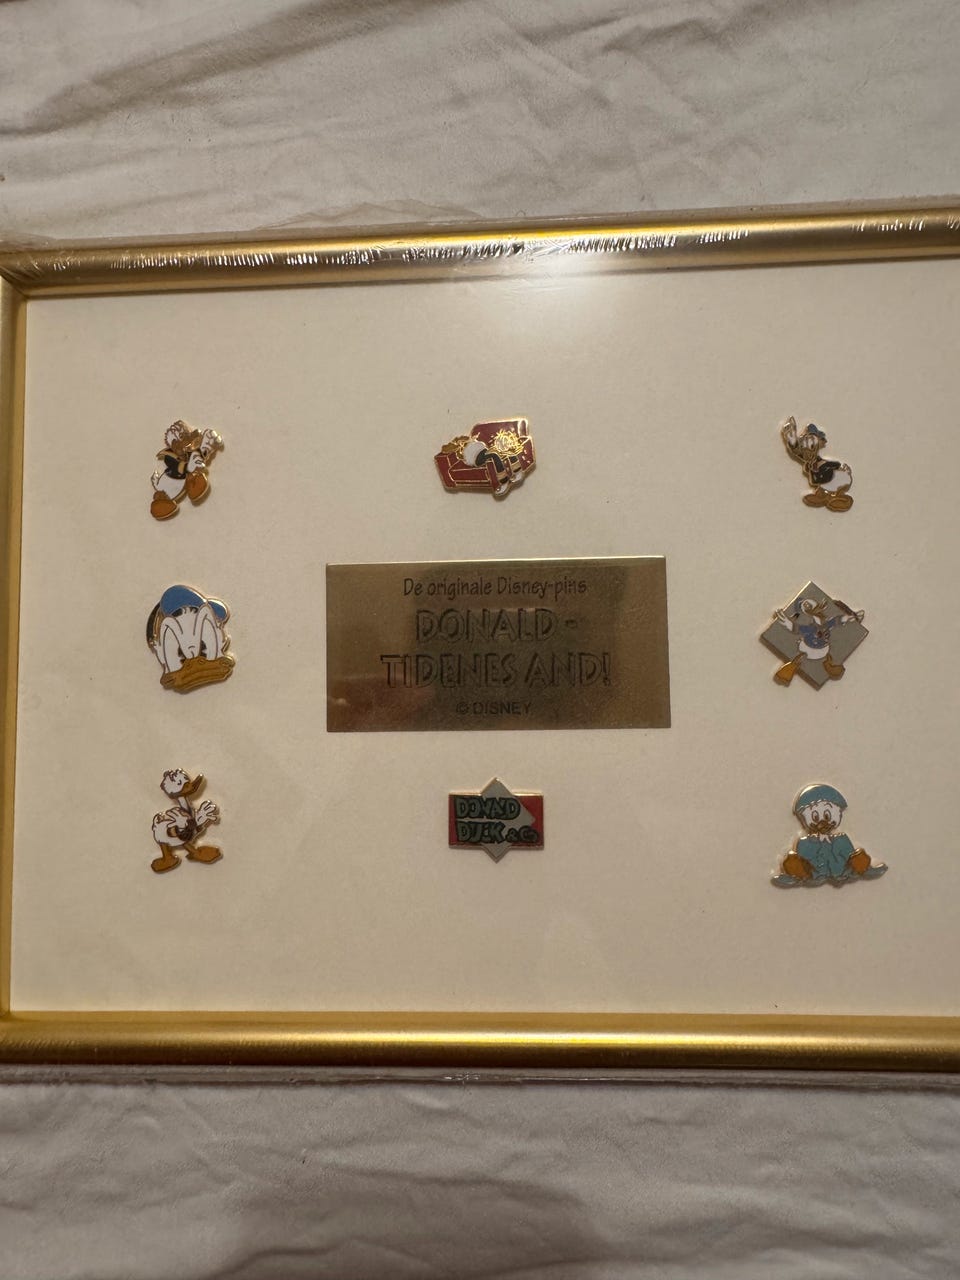 De originale Disney-pins
DONALD -
TIDENES AND!
© DISNEY
DONALD
DUCK & Co